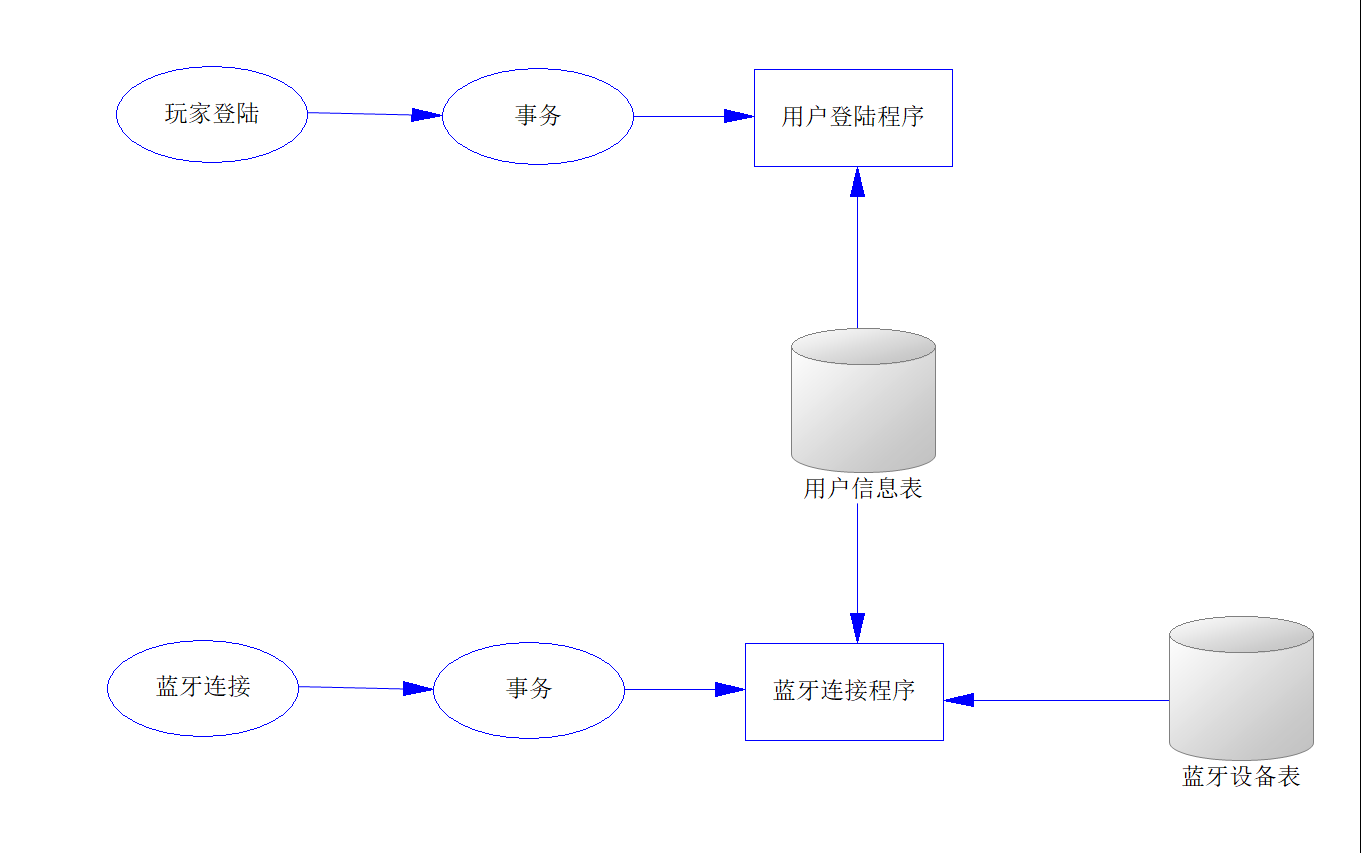 玩家登陆
事务
用户登陆程序
用户信息表
蓝牙连接
事务
蓝牙连接程序
蓝牙设备表